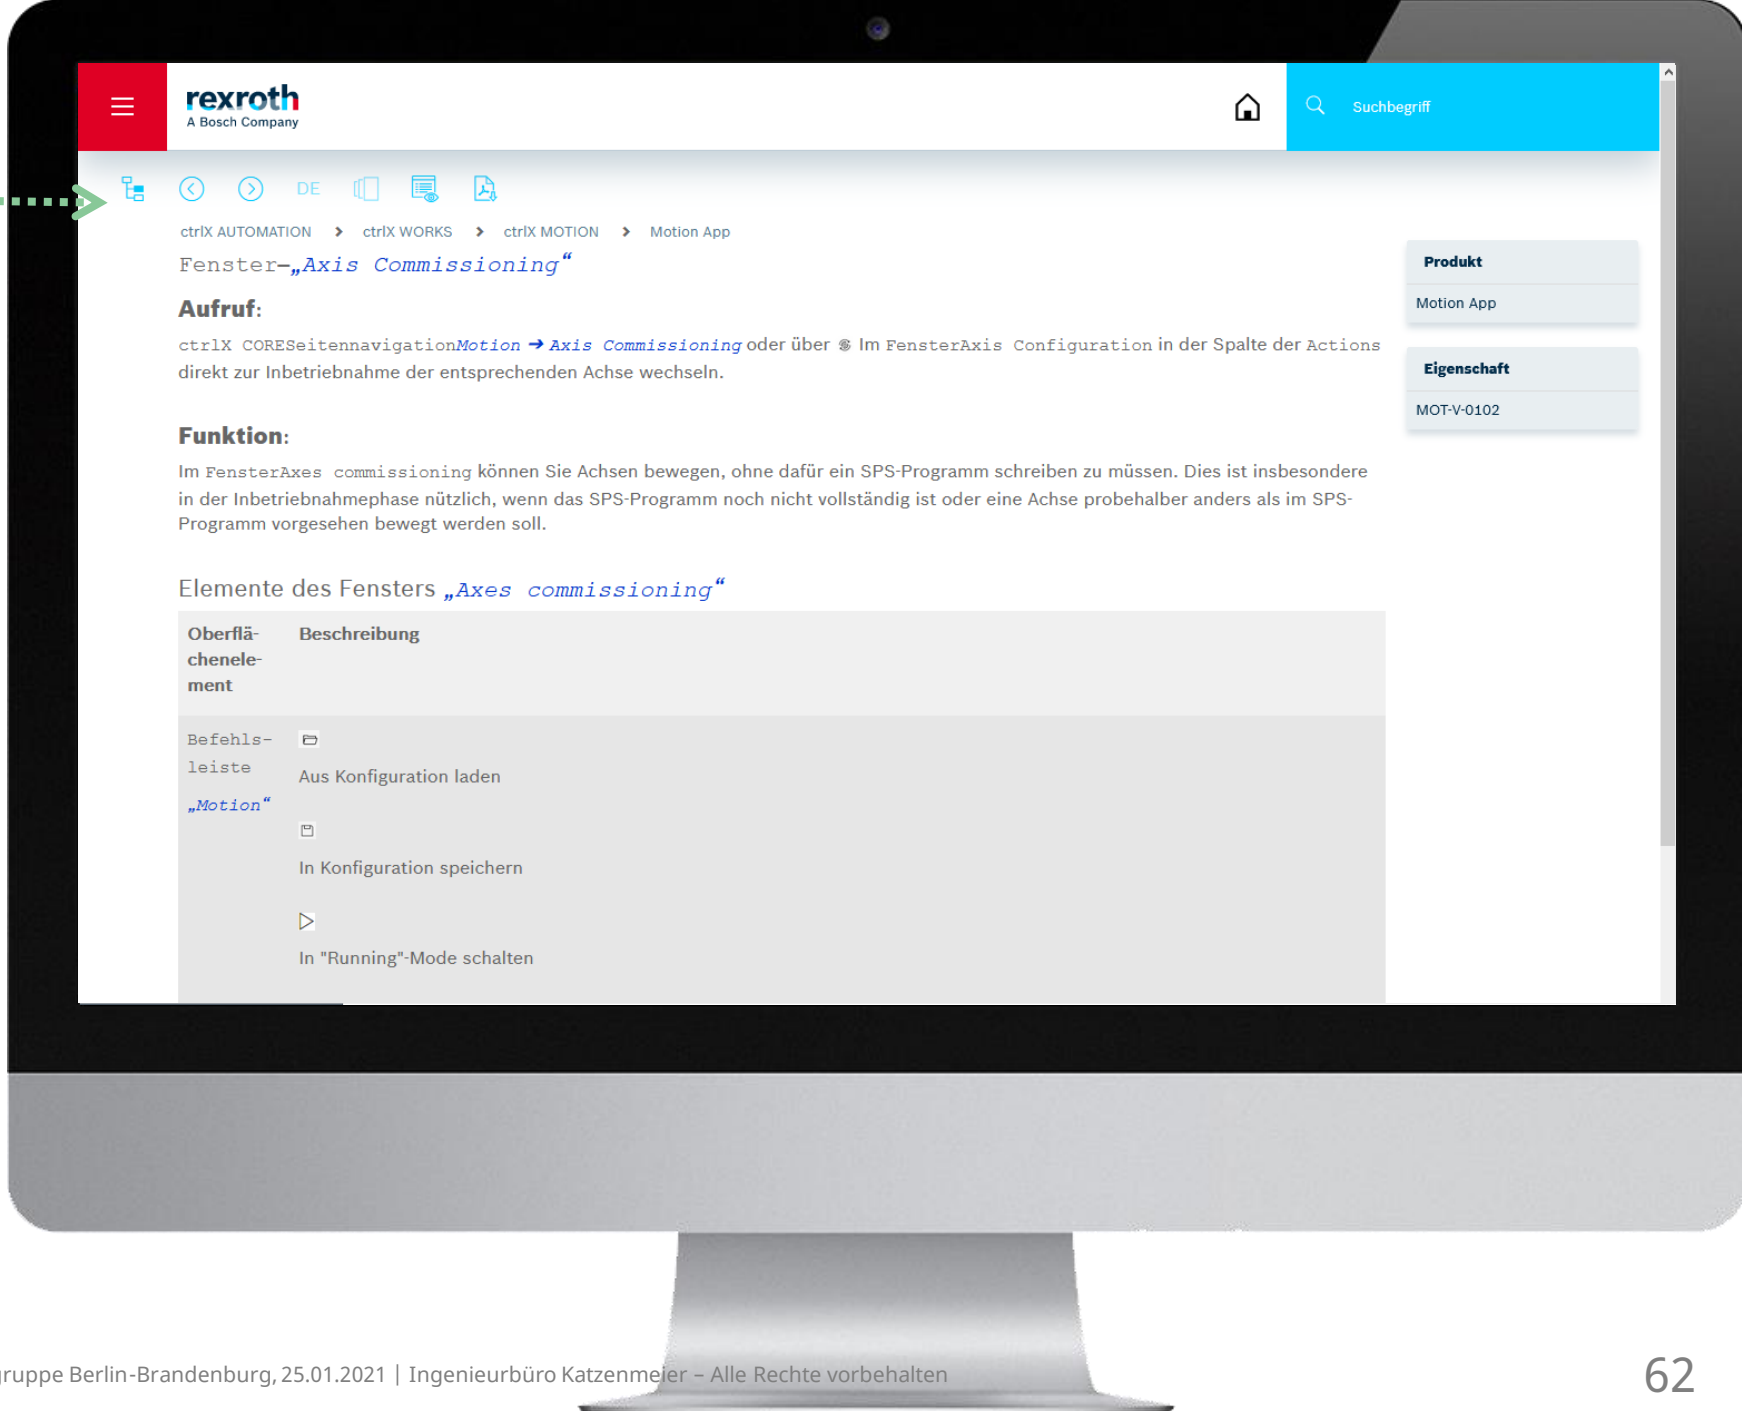 rexroth
A Bosch Company
Suchbegriff
DE
ctrlX AUTOMATION > ctrlX WORKS > ctrlX MOTION > Motion App
Fenster–„Axis Commissioning“
Aufruf:
ctrlX CORESeitennavigationMotion ➔ Axis Commissioning oder über Im FensterAxis Configuration in der Spalte der Actions
direkt zur Inbetriebnahme der entsprechenden Achse wechseln.
Funktion:
Im FensterAxes commissioning können Sie Achsen bewegen, ohne dafür ein SPS-Programm schreiben zu müssen. Dies ist insbesondere
in der Inbetriebnahmephase nützlich, wenn das SPS-Programm noch nicht vollständig ist oder eine Achse probehalber anders als im SPS-
Programm vorgesehen bewegt werden soll.
Elemente des Fensters „Axes commissioning“
Oberflä-
chenele-
ment
Beschreibung
Befehls-
leiste
„Motion“
Aus Konfiguration laden
In Konfiguration speichern
In "Running"-Mode schalten
Produkt
Motion App
Eigenschaft
MOT-V-0102
gruppe Berlin-Brandenburg, 25.01.2021 | Ingenieurbüro Katzenmeier – Alle Rechte vorbehalten
62